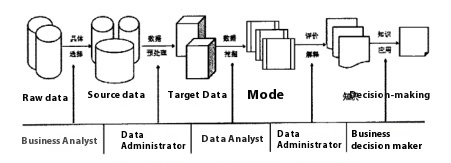 具体
选择
数据
预处理
数据
挖掘
评价
解释
知识
应用
Raw data
Source data
Target Data
Mode
知识
Decision-making
Business Analyst
Data
Administrator
Data Analyst
Data
Administrator
Business
decision maker